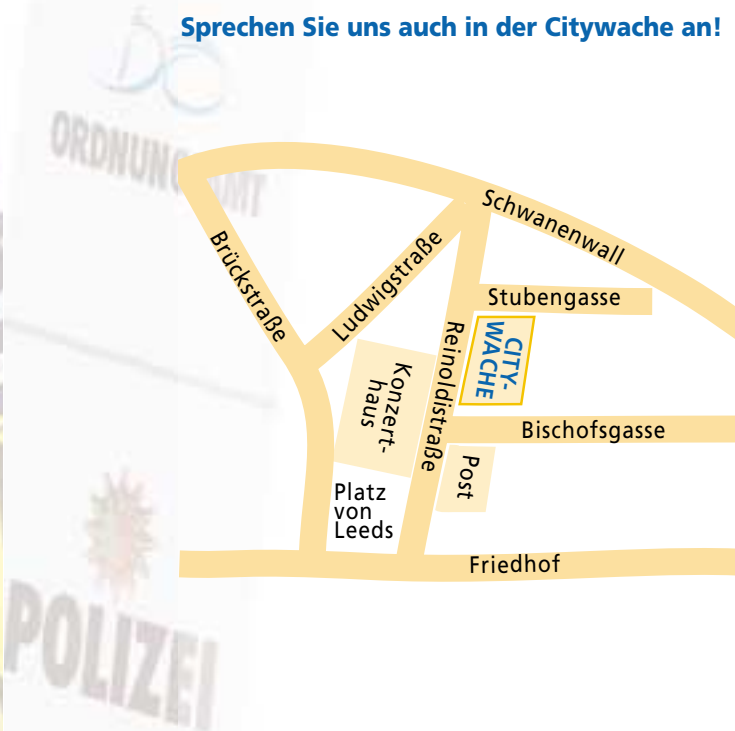 Sprechen Sie uns auch in der Citywache an!
ORDNUNGSAMT
Schwanenwall
Brückstraße
Ludwigstraße
Stubengasse
Reinoldistraße
CITY-
WACHE
Konzert-
haus
Bischofsgasse
Post
Platz
von
Leeds
Friedhof
POLIZEI